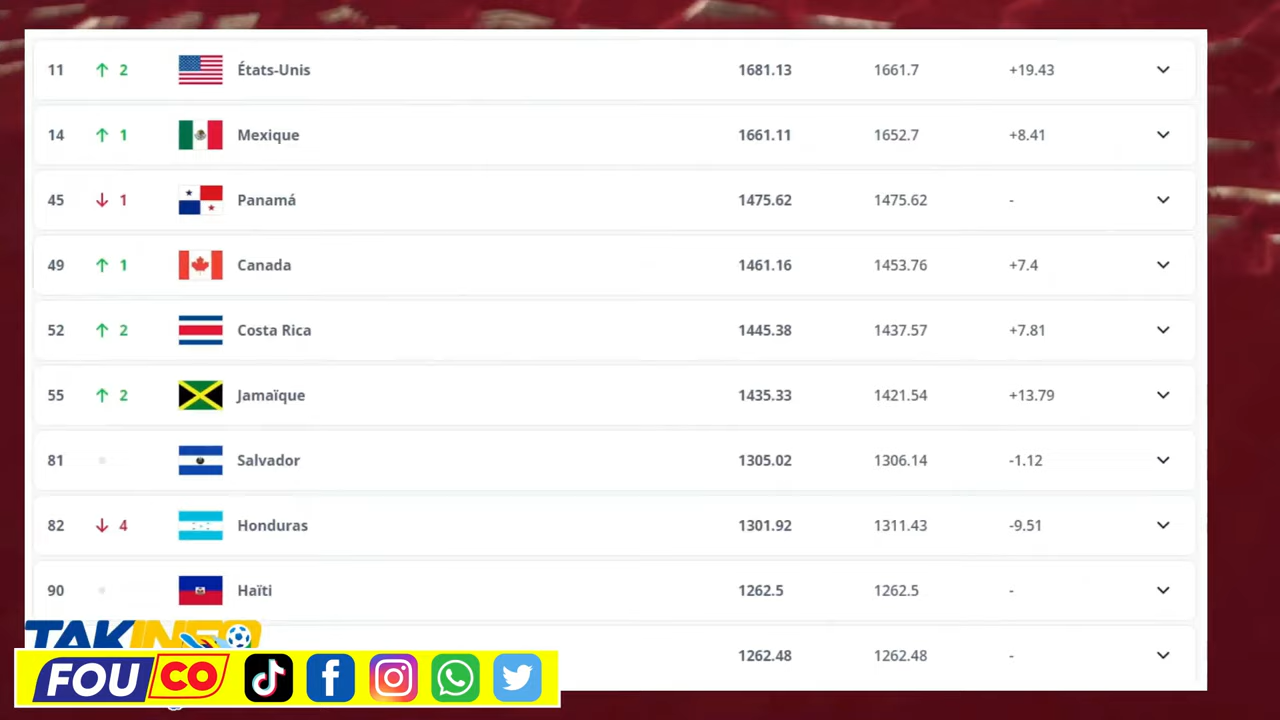 11 2 États-Unis 1681.13 1661.7 +19.43
14 1 Mexique 1661.11 1652.7 +8.41
45 1 Panamá 1475.62 1475.62 -
49 1 Canada 1461.16 1453.76 +7.4
52 2 Costa Rica 1445.38 1437.57 +7.81
55 2 Jamaïque 1435.33 1421.54 +13.79
81 Salvador 1305.02 1306.14 -1.12
82 4 Honduras 1301.92 1311.43 -9.51
90 Haïti 1262.5 1262.5 -
TAKINFO
1262.48 1262.48 -
FOUCO